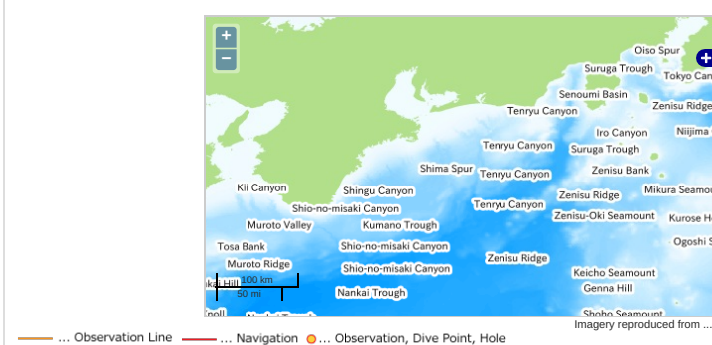 +
−
Oiso Spur
Suruga Trough
Tokyo Can
Senoumi Basin
Zenisu Ridge
Tenryu Canyon
Iro Canyon
Niijima
Tenryu Canyon
Suruga Trough
Shima Spur
Tenryu Canyon
Zenisu Bank
Kii Canyon
Shingu Canyon
Zenisu Ridge
Mikura Seamou
Shio-no-misaki Canyon
Tenryu Canyon
Zenisu-Oki Seamount
Kurose H
Muroto Valley
Kumano Trough
Ogoshi S
Tosa Bank
Shio-no-misaki Canyon
Zenisu Ridge
Muroto Ridge
Shio-no-misaki Canyon
Keicho Seamount
kai Hill
100 km
Genna Hill
50 mi
Nankai Trough
Shoho Seamount
Imagery reproduced from ...
... Observation Line
... Navigation
... Observation, Dive Point, Hole